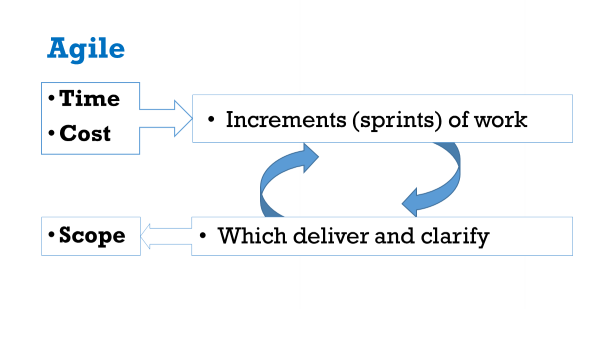 Agile
• Time
• Cost
• Increments (sprints) of work
• Scope
• Which deliver and clarify